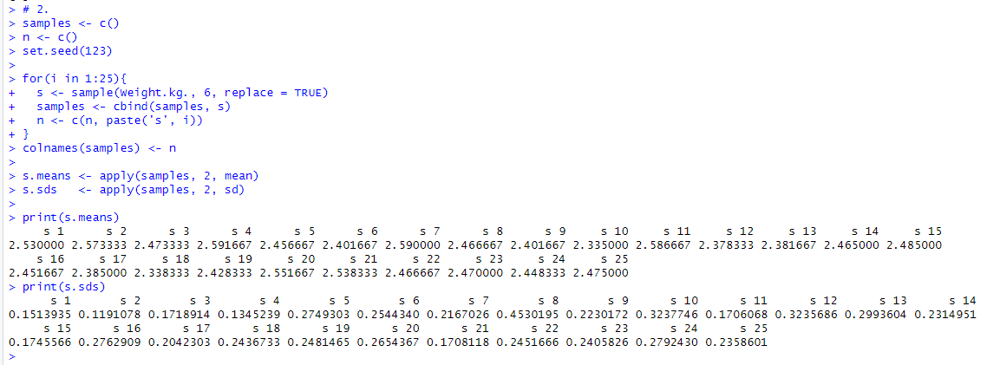 > # 2.
> samples <- c()
> n <- c()
> set.seed(123)
>
> for(i in 1:25){
+   s <- sample(Weight.kg., 6, replace = TRUE)
+   samples <- cbind(samples, s)
+   n <- c(n, paste('s', i))
+ }
> colnames(samples) <- n
>
> s.means <- apply(samples, 2, mean)
> s.sds   <- apply(samples, 2, sd)
>
> print(s.means)
     s 1      s 2      s 3      s 4      s 5      s 6      s 7      s 8      s 9     s 10     s 11     s 12     s 13     s 14     s 15
2.530000 2.573333 2.473333 2.591667 2.456667 2.401667 2.590000 2.466667 2.401667 2.335000 2.586667 2.378333 2.381667 2.465000 2.485000
    s 16     s 17     s 18     s 19     s 20     s 21     s 22     s 23     s 24     s 25
2.451667 2.385000 2.338333 2.428333 2.551667 2.538333 2.466667 2.470000 2.448333 2.475000
> print(s.sds)
      s 1       s 2       s 3       s 4       s 5       s 6       s 7       s 8       s 9      s 10      s 11      s 12      s 13      s 14
0.1513935 0.1191078 0.1718914 0.1345239 0.2749303 0.2544340 0.2167026 0.4530195 0.2230172 0.3237746 0.1706068 0.3235686 0.2993604 0.2314951
     s 15      s 16      s 17      s 18      s 19      s 20      s 21      s 22      s 23      s 24      s 25
0.1745566 0.2762909 0.2042303 0.2436733 0.2481465 0.2654367 0.1708118 0.2451666 0.2405826 0.2792430 0.2358601
>